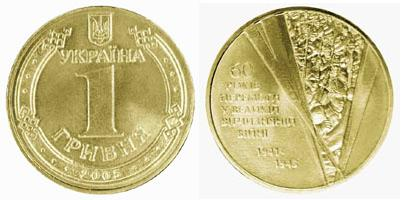 УКРАЇНА
1
ГРИВНЯ
2005
60
РОКІВ
ПЕРЕМОГИ
У ВЕЛИКІЙ
ВІТЧИЗНЯНІЙ
ВІЙНІ
1941-
1945